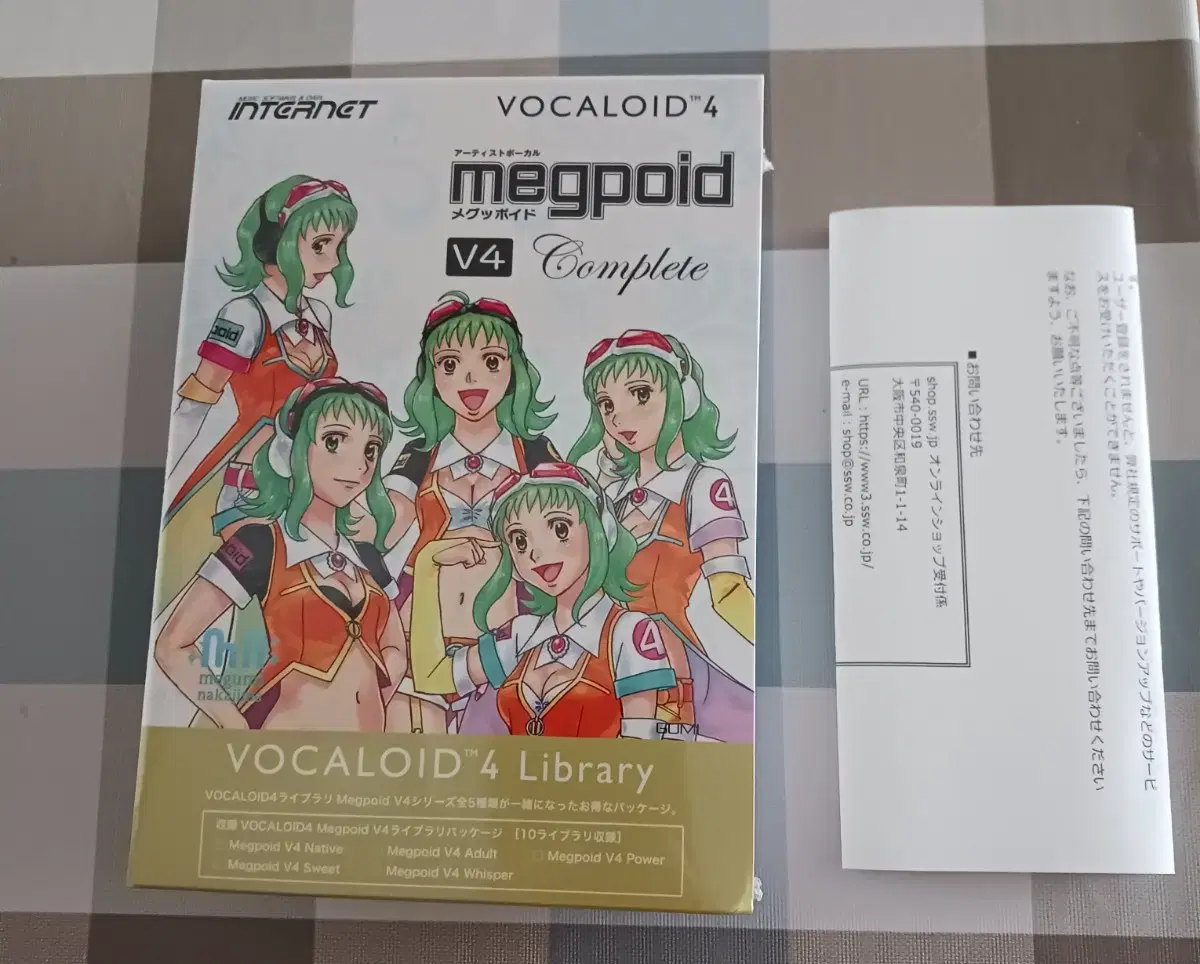 MUSIC SOFTWARE & OVER
INTERNET
VOCALOID™4
アーティストボーカル
megpoid
メグッポイド
V4 Complete
poid
4
poid
4
megumi
nakajima
GUMI
VOCALOID™4 Library
VOCALOID4ライブラリ Megpoid V4シリーズ全5種類が一緒になったお得なパッケージ。
収録 VOCALOID4 Megpoid V4ライブラリパッケージ [10ライブラリ収録]
Megpoid V4 Native
Megpoid V4 Adult
Megpoid V4 Power
Megpoid V4 Sweet
Megpoid V4 Whisper
す。
ユーザー登録をされませんと、弊社規定のサポートやバージョンアップなどのサービ
スをお受けいただくことができません。
なお、ご不明な点等ございましたら、下記の問い合わせ先までお問い合わせください
ますよう、お願いいたします。
■お問い合わせ先
shop.ssw.jp オンラインショップ受付係
〒540-0019
大阪市中央区和泉町1-1-14
URL : https://www3.ssw.co.jp/
e-mail : shop@ssw.co.jp